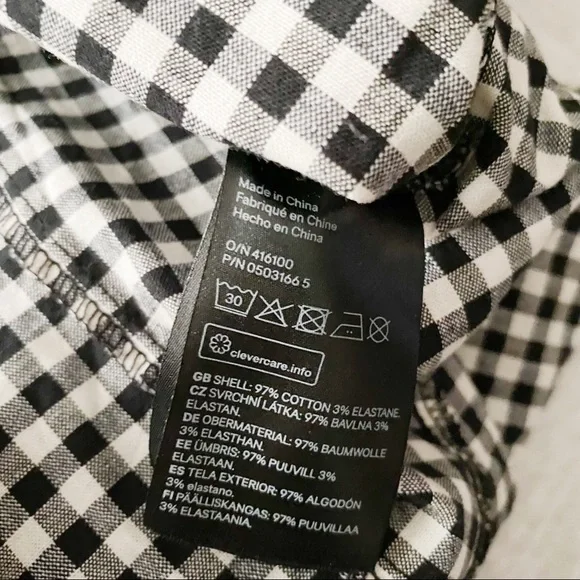 Made in China
Fabriqué en Chine
Hecho en China
O/N 416100
P/N 0503166 5
30
clevercare.info
GB SHELL: 97% COTTON 3% ELASTANE.
CZ SVRCHNÍ LÁTKA: 97% BAVLNA 3%
ELASTAN.
DE OBERMATERIAL: 97% BAUMWOLLE
3% ELASTHAN.
EE ÜMBRIS: 97% PUUVILL 3%
ELASTAAN.
ES TELA EXTERIOR: 97% ALGODÓN
3% elastano.
FI PÄÄLLISKANGAS: 97% PUUVILLAA
3% ELASTAANIA.